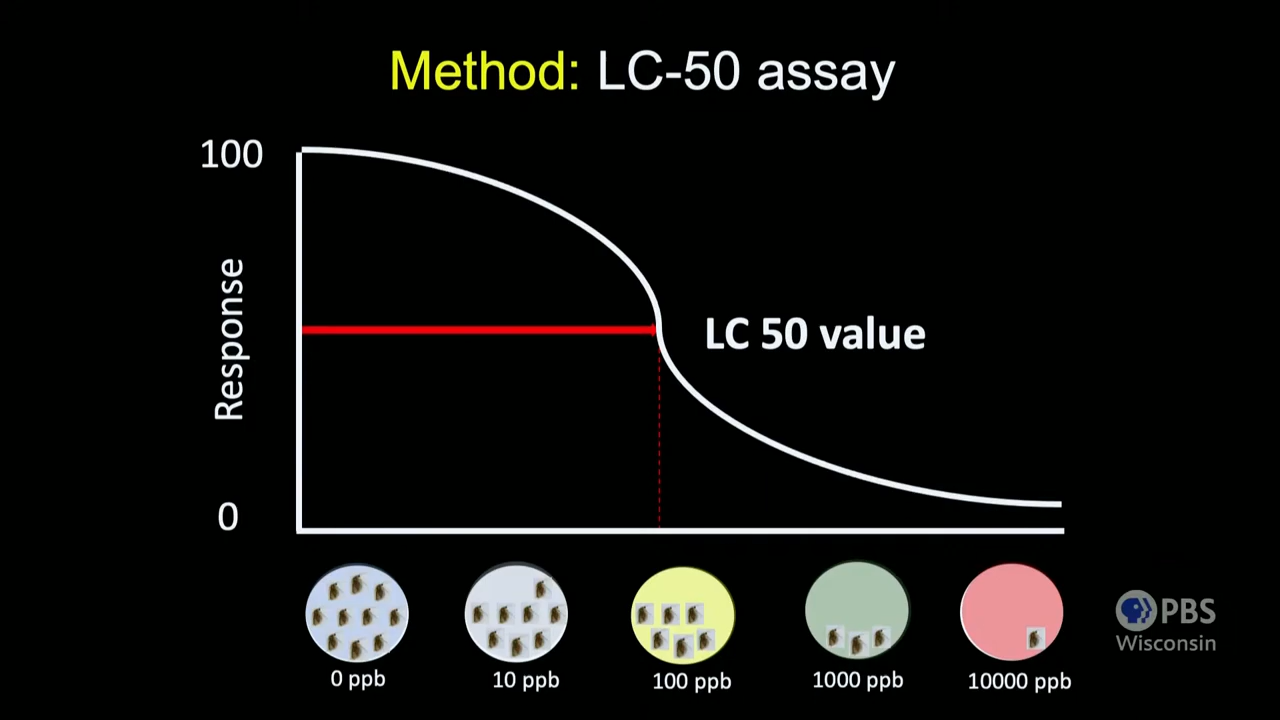 Method: LC-50 assay
100
Response
LC 50 value
0
0 ppb
10 ppb
100 ppb
1000 ppb
10000 ppb
PBS
Wisconsin